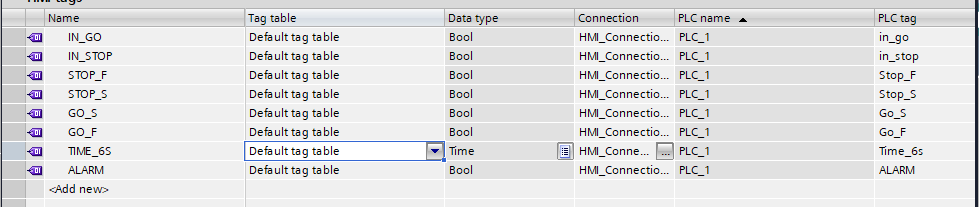 HMI tags
Name Tag table Data type Connection PLC name PLC tag
IN_GO Default tag table Bool HMI_Connectio... PLC_1 in_go
IN_STOP Default tag table Bool HMI_Connectio... PLC_1 in_stop
STOP_F Default tag table Bool HMI_Connectio... PLC_1 Stop_F
STOP_S Default tag table Bool HMI_Connectio... PLC_1 Stop_S
GO_S Default tag table Bool HMI_Connectio... PLC_1 Go_S
GO_F Default tag table Bool HMI_Connectio... PLC_1 Go_F
TIME_6S Default tag table Time HMI_Conne... ... PLC_1 Time_6s
ALARM Default tag table Bool HMI_Connectio... PLC_1 ALARM
<Add new>